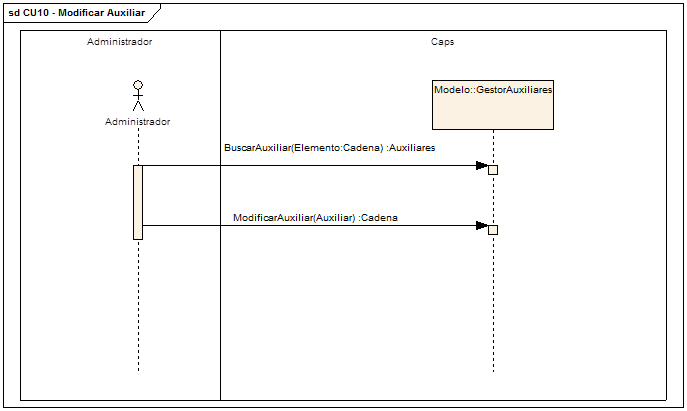 sd CU10 - Modificar Auxiliar
Administrador
Caps
Administrador
Modelo::GestorAuxiliares
BuscarAuxiliar(Elemento:Cadena) :Auxiliares
ModificarAuxiliar(Auxiliar) :Cadena